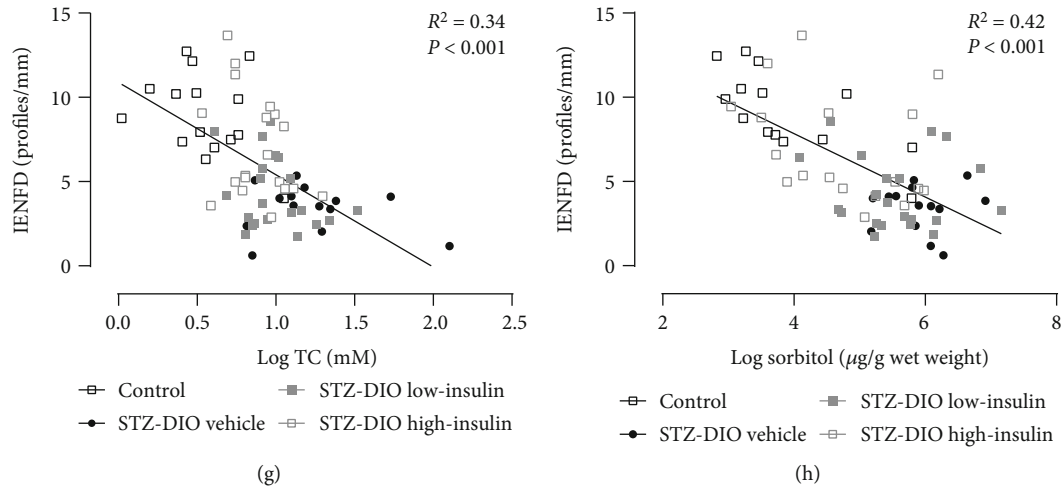 15
10
5
0
IENFD (profiles/mm)
R² = 0.34
P < 0.001
0.0 0.5 1.0 1.5 2.0 2.5
Log TC (mM)
Control
STZ-DIO vehicle
STZ-DIO low-insulin
STZ-DIO high-insulin
(g)
15
10
5
0
IENFD (profiles/mm)
R² = 0.42
P < 0.001
2 4 6 8
Log sorbitol (μg/g wet weight)
Control
STZ-DIO vehicle
STZ-DIO low-insulin
STZ-DIO high-insulin
(h)